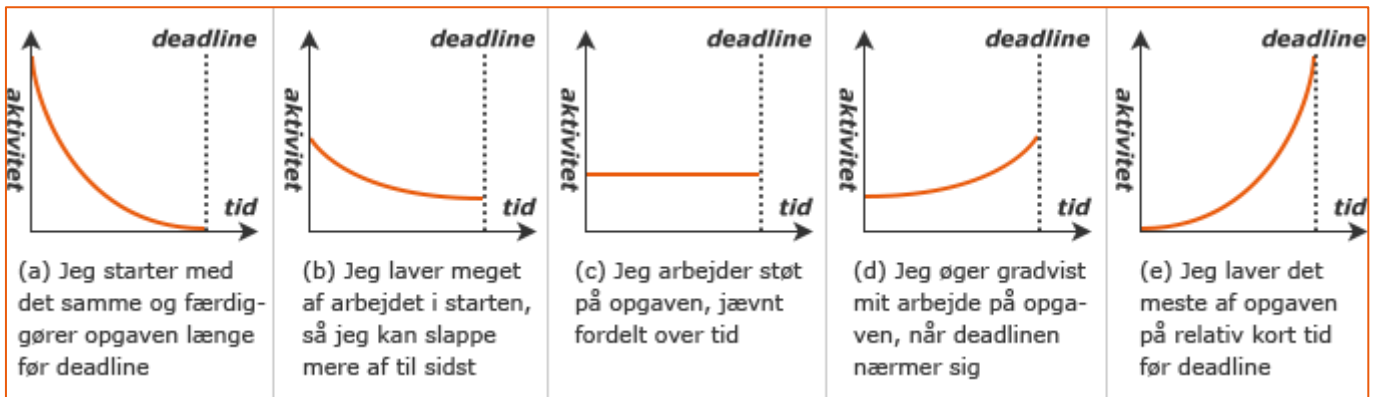 deadline
aktivitet
tid
(a) Jeg starter med
det samme og færdig-
gører opgaven længe
før deadline
deadline
aktivitet
tid
(b) Jeg laver meget
af arbejdet i starten,
så jeg kan slappe
mere af til sidst
deadline
aktivitet
tid
(c) Jeg arbejder støt
på opgaven, jævnt
fordelt over tid
deadline
aktivitet
tid
(d) Jeg øger gradvist
mit arbejde på opga-
ven, når deadlinen
nærmer sig
deadline
aktivitet
tid
(e) Jeg laver det
meste af opgaven
på relativ kort tid
før deadline